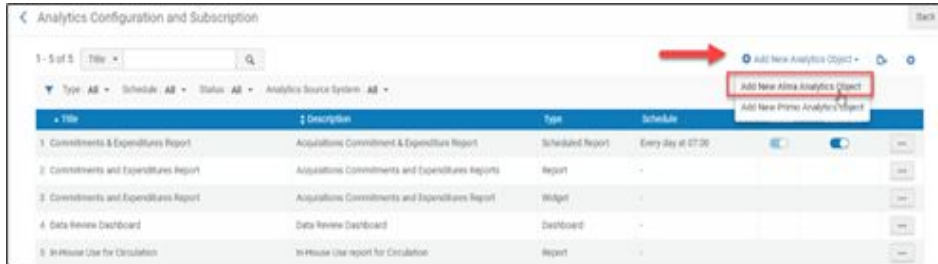 Analytics Configuration and Subscription Back
1 - 5 of 5 Title Add New Analytics Object
Type: All Schedule: All Status: All Analytics Source System: All
Add New Alma Analytics Object
Add New Primo Analytics Object
Title Description Type Schedule
1 Commitments & Expenditures Report Acquisitions Commitment & Expenditure Report Scheduled Report Every day at 07:00
2 Commitments and Expenditures Report Acquisitions Commitments and Expenditures Reports Report -
3 Commitments and Expenditures Report Acquisitions Commitments and Expenditures Report Widget -
4 Data Review Dashboard Data Review Dashboard Dashboard -
5 In-House Use for Circulation In-House Use report for Circulation Report -